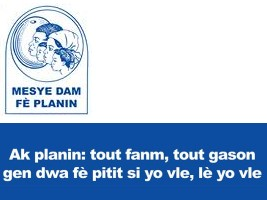 MESYE DAM
FÈ PLANIN
Ak planin: tout fanm, tout gason
gen dwa fè pitit si yo vle, lè yo vle